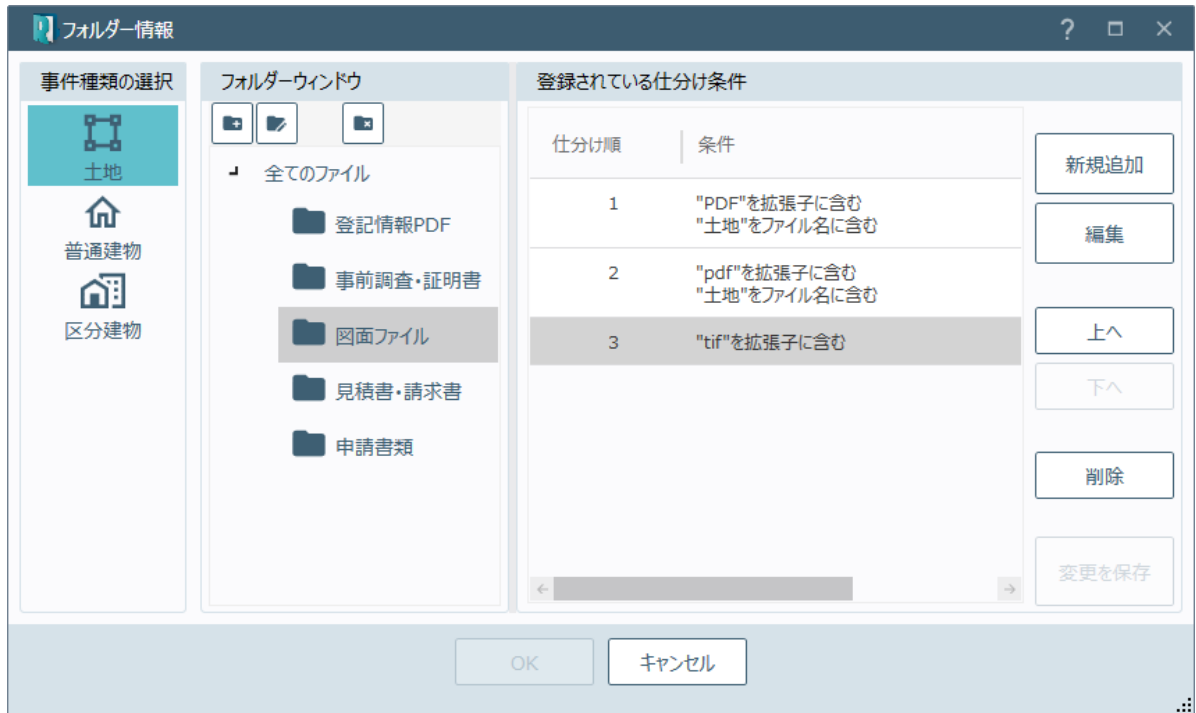 フォルダー情報
事件種類の選択
土地
普通建物
区分建物
フォルダーウィンドウ
全てのファイル
登記情報PDF
事前調査・証明書
図面ファイル
見積書・請求書
申請書類
登録されている仕分け条件
仕分け順 条件
1 "PDF"を拡張子に含む
"土地"をファイル名に含む
2 "pdf"を拡張子に含む
"土地"をファイル名に含む
3 "tif"を拡張子に含む
新規追加
編集
上へ
下へ
削除
変更を保存
OK キャンセル